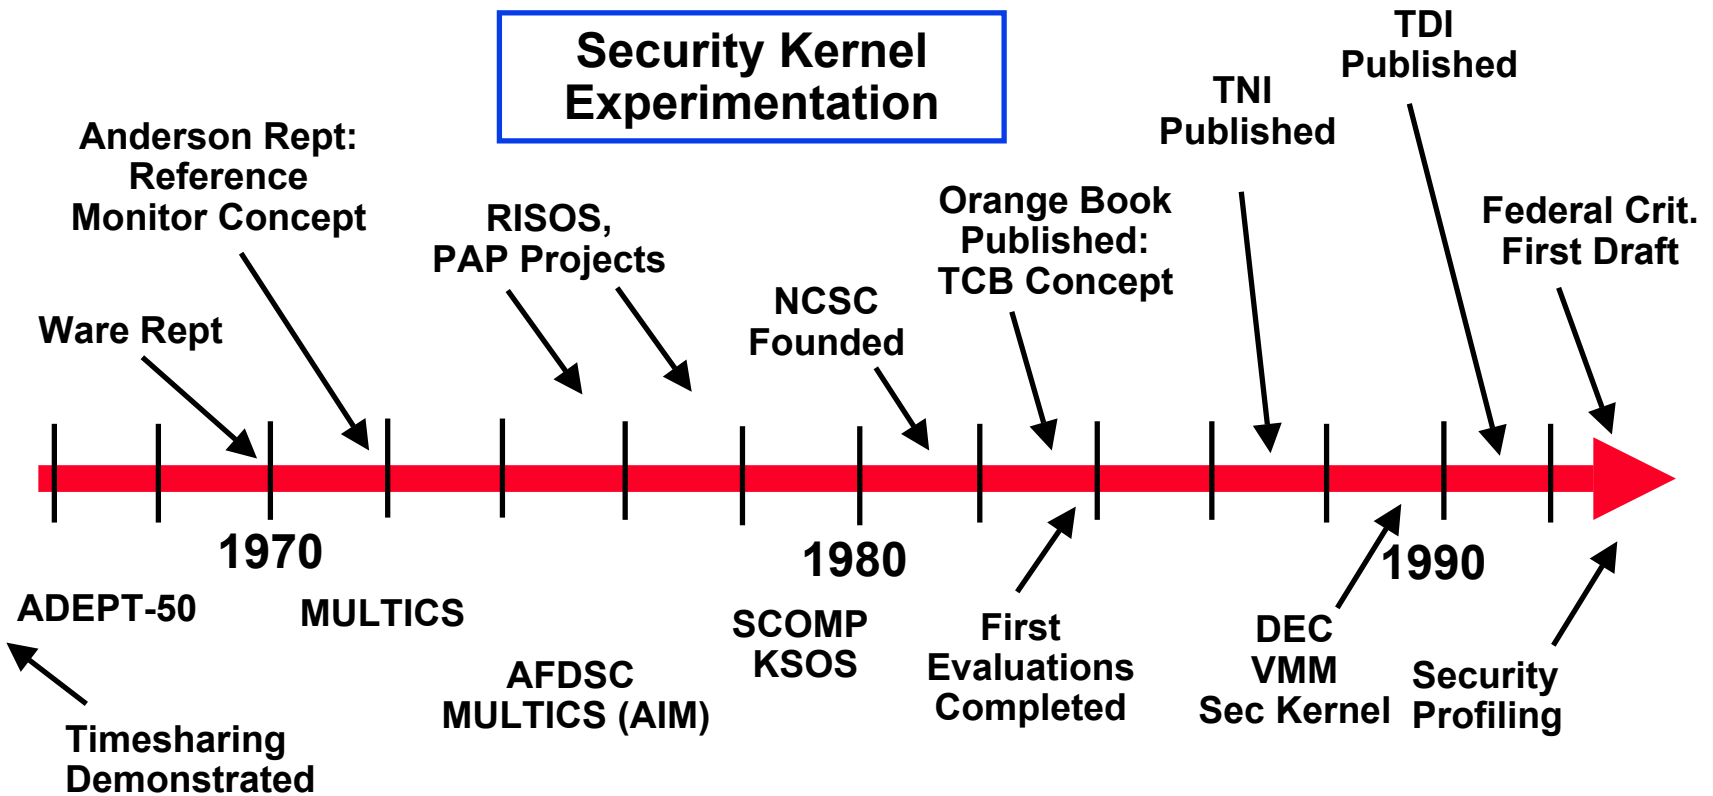 Security Kernel
Experimentation
TDI
Published
TNI
Published
Anderson Rept:
Reference
Monitor Concept
RISOS,
PAP Projects
Orange Book
Published:
TCB Concept
Federal Crit.
First Draft
NCSC
Founded
Ware Rept
1970
1980
1990
ADEPT-50
MULTICS
SCOMP
KSOS
First
Evaluations
Completed
DEC
VMM
Sec Kernel
AFDSC
MULTICS (AIM)
Security
Profiling
Timesharing
Demonstrated